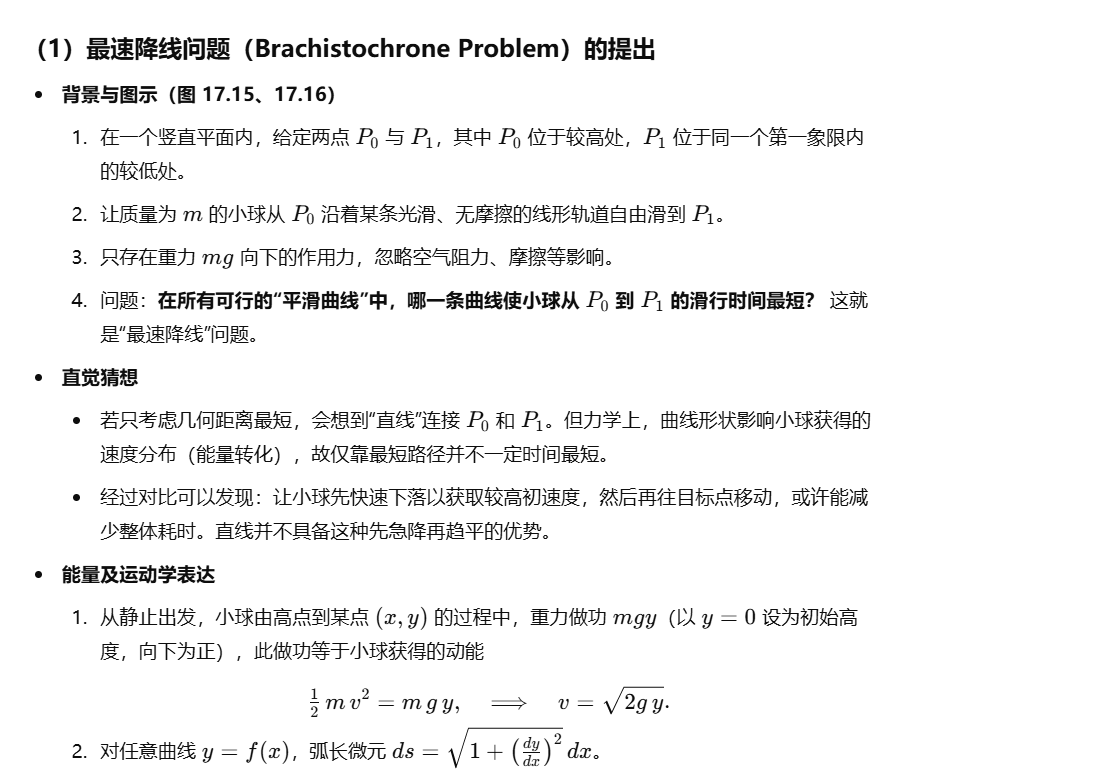 （1）最速降线问题（Brachistochrone Problem）的提出
• 背景与图示（图 17.15、17.16）
1. 在一个竖直平面内，给定两点 P₀ 与 P₁，其中 P₀ 位于较高处，P₁ 位于同一个第一象限内
的较低处。
2. 让质量为 m 的小球从 P₀ 沿着某条光滑、无摩擦的线形轨道自由滑到 P₁。
3. 只存在重力 mg 向下的作用力，忽略空气阻力、摩擦等影响。
4. 问题：在所有可行的“平滑曲线”中，哪一条曲线使小球从 P₀ 到 P₁ 的滑行时间最短？ 这就
是“最速降线”问题。
• 直觉猜想
• 若只考虑几何距离最短，会想到“直线”连接 P₀ 和 P₁。但力学上，曲线形状影响小球获得的
速度分布（能量转化），故仅靠最短路径并不一定时间最短。
• 经过对比可以发现：让小球先快速下落以获取较高初速度，然后再往目标点移动，或许能减
少整体耗时。直线并不具备这种先急降再趋平的优势。
• 能量及运动学表达
1. 从静止出发，小球由高点到某点 (x, y) 的过程中，重力做功 mgy（以 y = 0 设为初始高
度，向下为正），此做功等于小球获得的动能
½ m v² = m g y, ⟹ v = √(2g y).
2. 对任意曲线 y = f(x)，弧长微元 ds = √(1 + (dy/dx)²) dx。